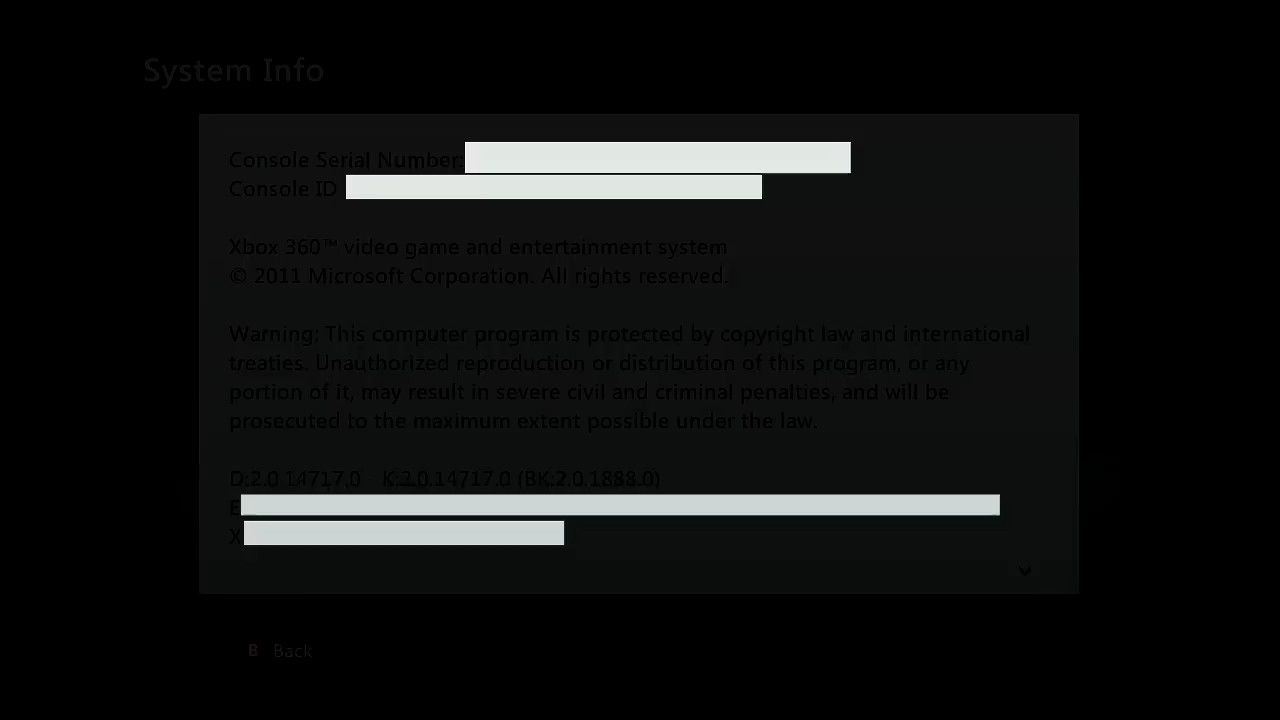 System Info
Console Serial Number:
Console ID
Xbox 360™ video game and entertainment system
© 2011 Microsoft Corporation. All rights reserved.
Warning: This computer program is protected by copyright law and international
treaties. Unauthorized reproduction or distribution of this program, or any
portion of it, may result in severe civil and criminal penalties, and will be
prosecuted to the maximum extent possible under the law.
D:2.0.14717.0 K:2.0.14717.0 (BK:2.0.1888.0)
E
X
B Back